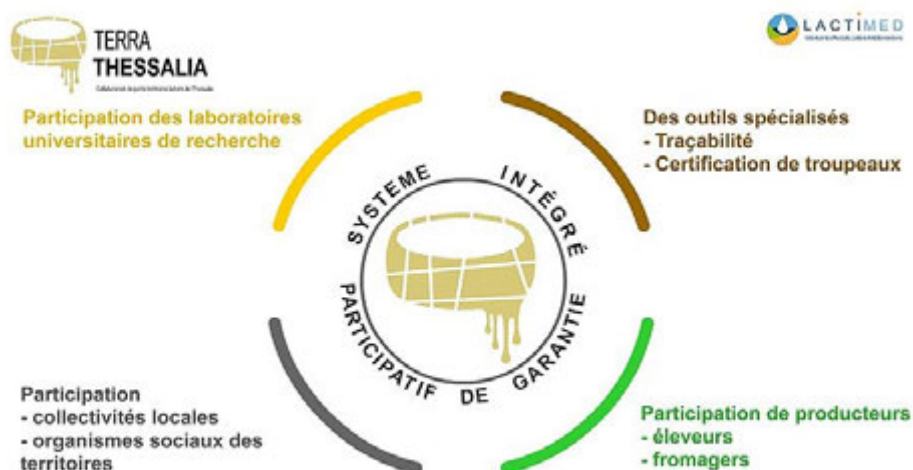 TERRA
THESSALIA
LACTIMED
Participation des laboratoires
universitaires de recherche
Des outils spécialisés
- Traçabilité
- Certification de troupeaux
SYSTÈME INTÉGRÉ
PARTICIPATIF DE GARANTIE
Participation
- collectivités locales
- organismes sociaux des
territoires
Participation de producteurs
- éleveurs
- fromagers